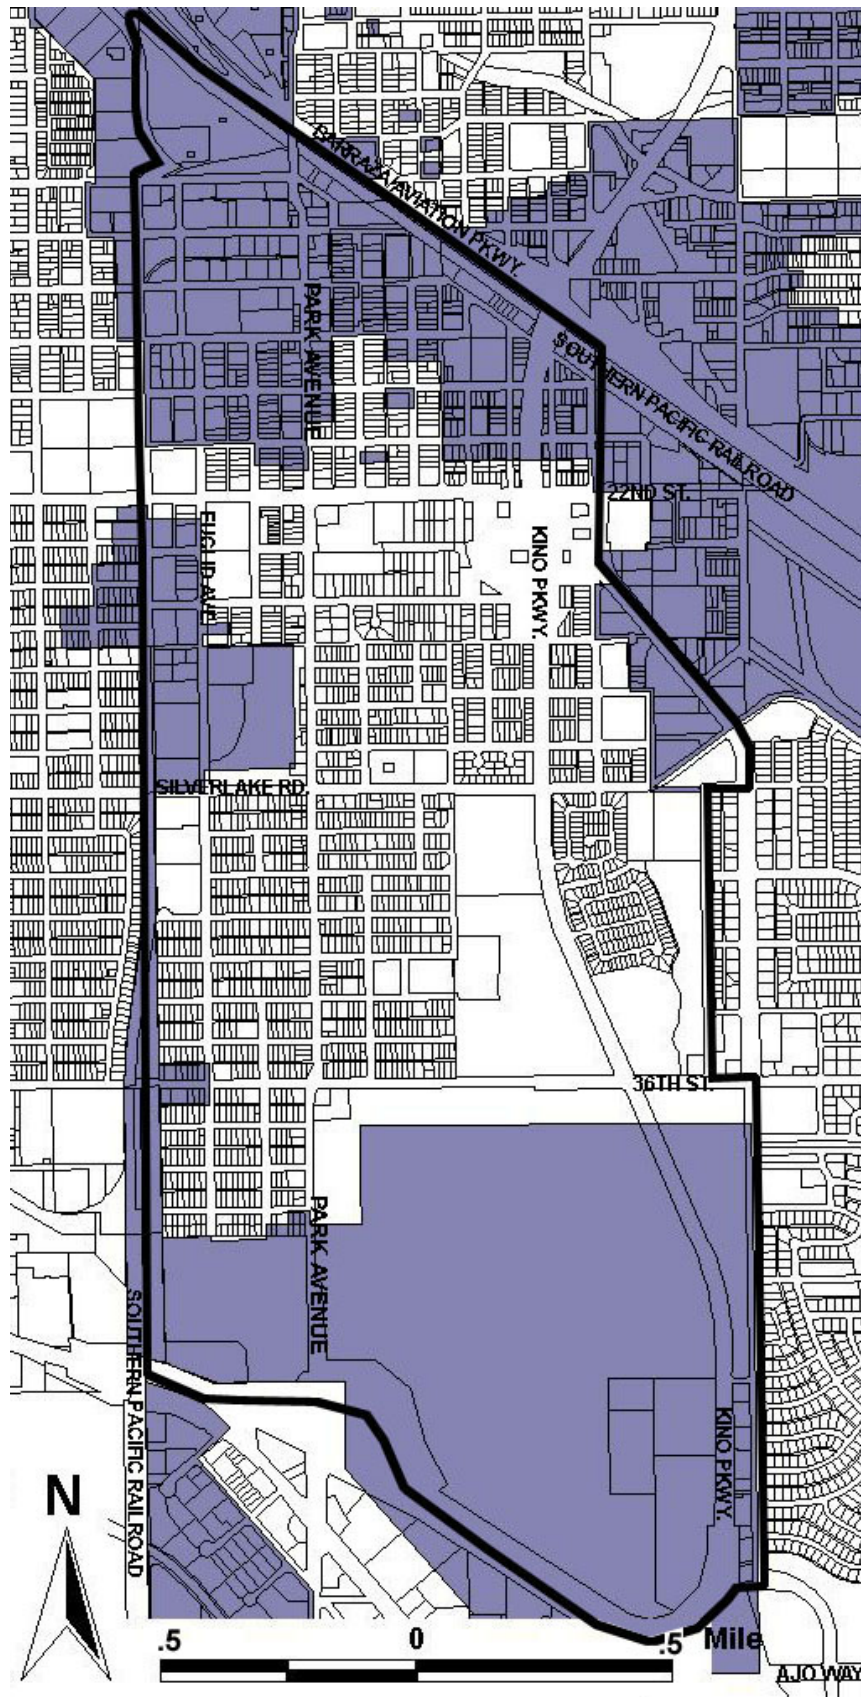 BARRAZA/AVIATION PKWY.
PARK AVENUE
SOUTHERN PACIFIC RAILROAD
22ND ST.
EUCLID AVE.
KINO PKWY.
SILVERLAKE RD.
36TH ST.
PARK AVENUE
SOUTHERN PACIFIC RAILROAD
KINO PKWY.
N
.5 0 .5 Mile
AJO WAY